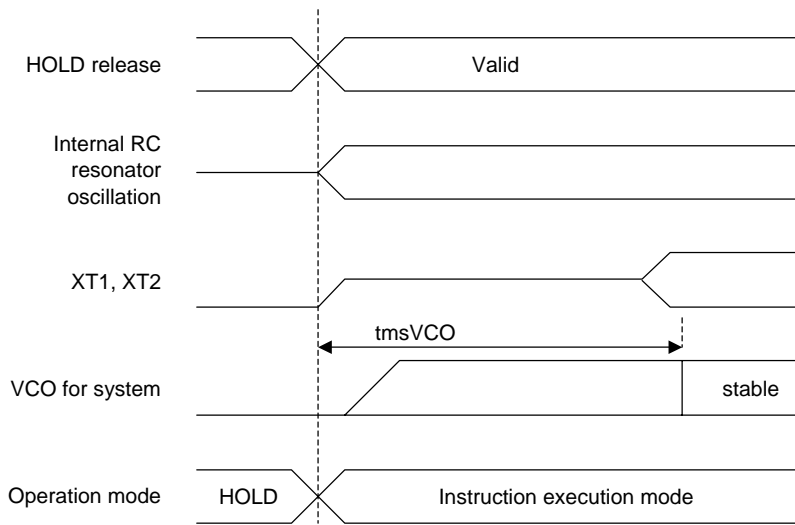 HOLD release
Valid
Internal RC
resonator
oscillation
XT1, XT2
tmsVCO
VCO for system
stable
Operation mode
HOLD
Instruction execution mode